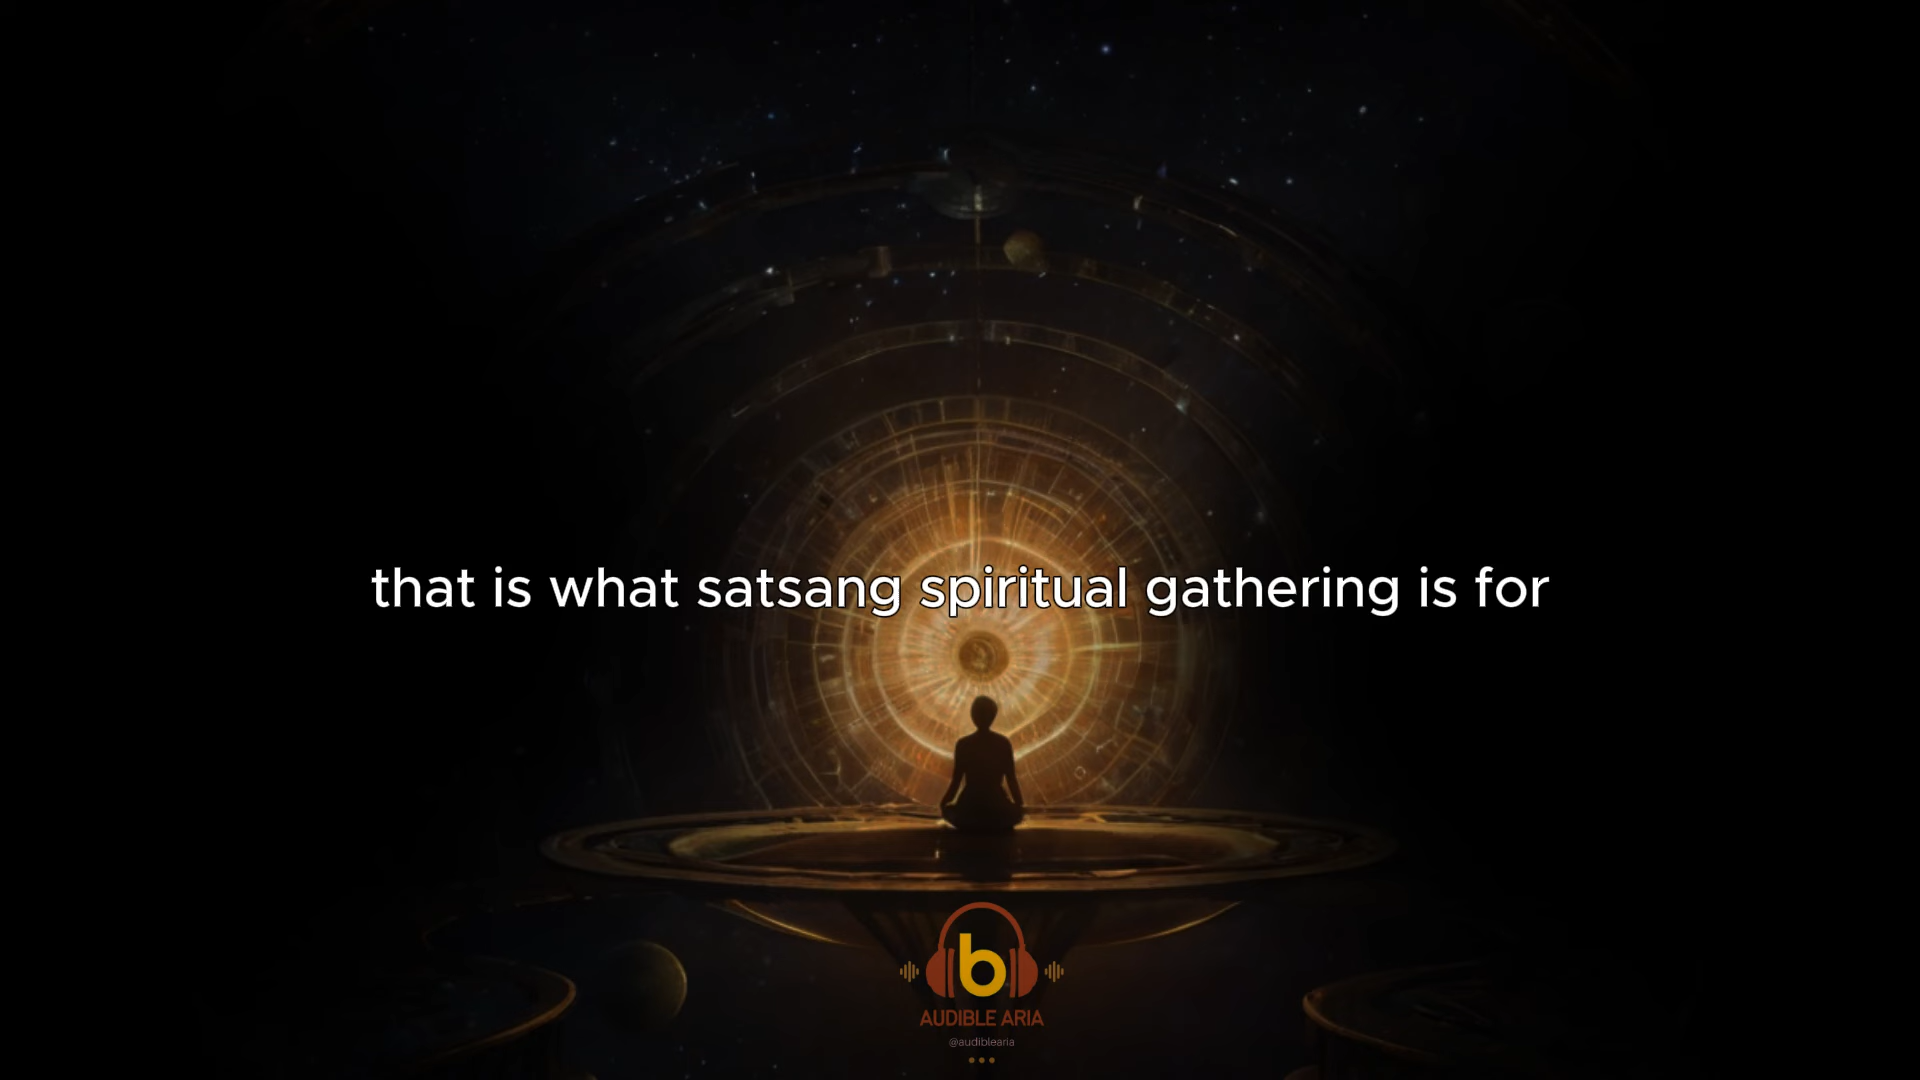 that is what satsang spiritual gathering is for
b
AUDIBLE ARIA
@audiblearia